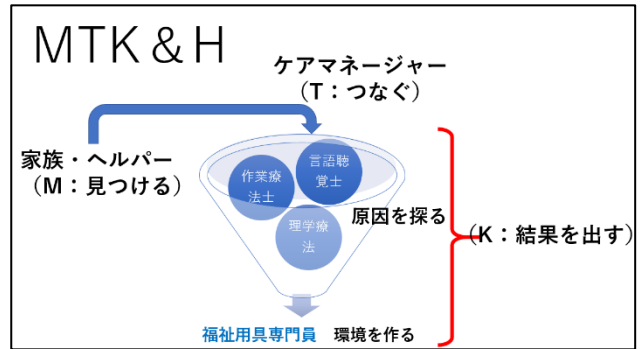 MTK&H
ケアマネージャー
（T：つなぐ）
家族・ヘルパー
（M：見つける）
作業療
法士
言語聴
覚士
理学療
法
原因を探る
（K：結果を出す）
福祉用具専門員 環境を作る